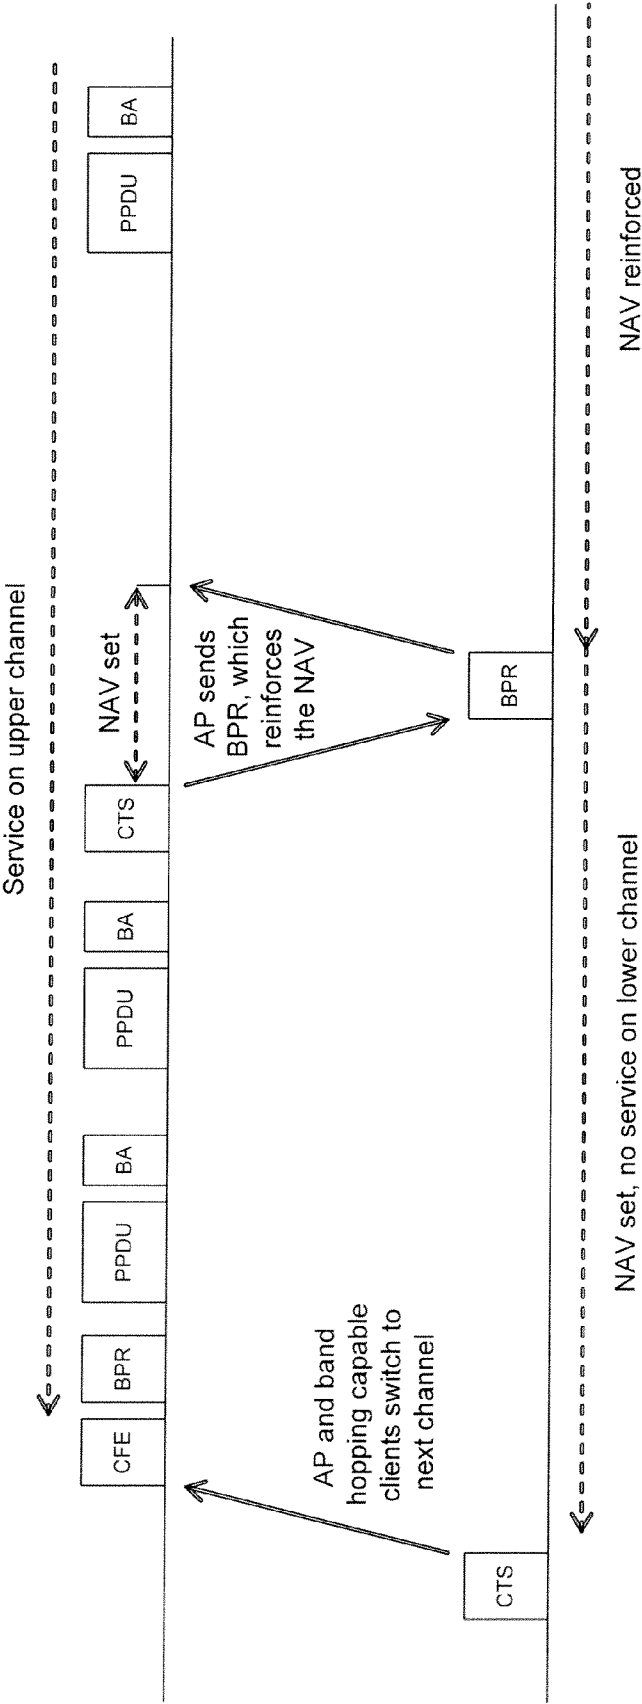 Service on upper channel
CFE
BPR
PPDU
BA
PPDU
BA
CTS
NAV set
PPDU
BA
AP and band
hopping capable
clients switch to
next channel
AP sends
BPR, which
reinforces
the NAV
CTS
BPR
NAV set, no service on lower channel
NAV reinforced